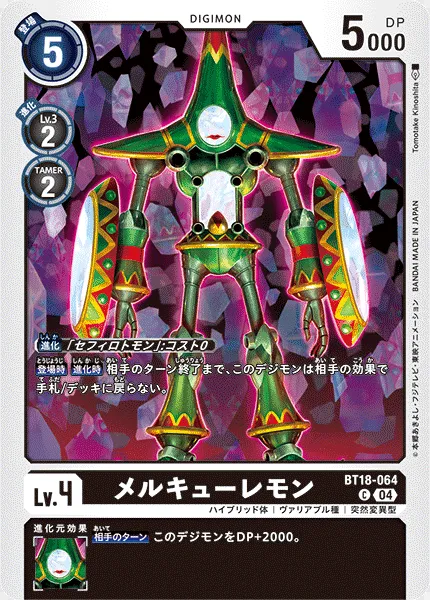 登場
5
DIGIMON
DP
5000
進化
Lv.3
2
TAMER
2
Tomotake Kinoshita
BANDAI MADE IN JAPAN
©本郷あきよし・フジテレビ・東映アニメーション
進化 「セフィロトモン」:コスト0
登場時 進化時 相手のターン終了まで、このデジモンは相手の効果で
手札/デッキに戻らない。
Lv.4
メルキューレモン
BT18-064
C 04
ハイブリッド体 | ヴァリアブル種 | 突然変異型
進化元効果
相手のターン このデジモンをDP+2000。